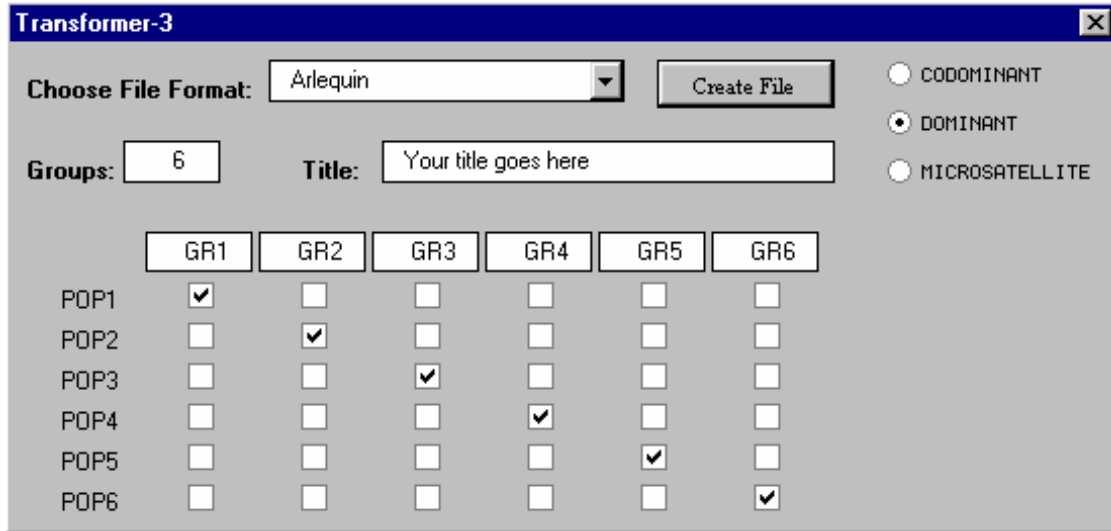 Transformer-3
Choose File Format: Arlequin Create File
CODOMINANT
DOMINANT
MICROSATELLITE
Groups: 6 Title: Your title goes here
GR1 GR2 GR3 GR4 GR5 GR6
POP1
POP2
POP3
POP4
POP5
POP6